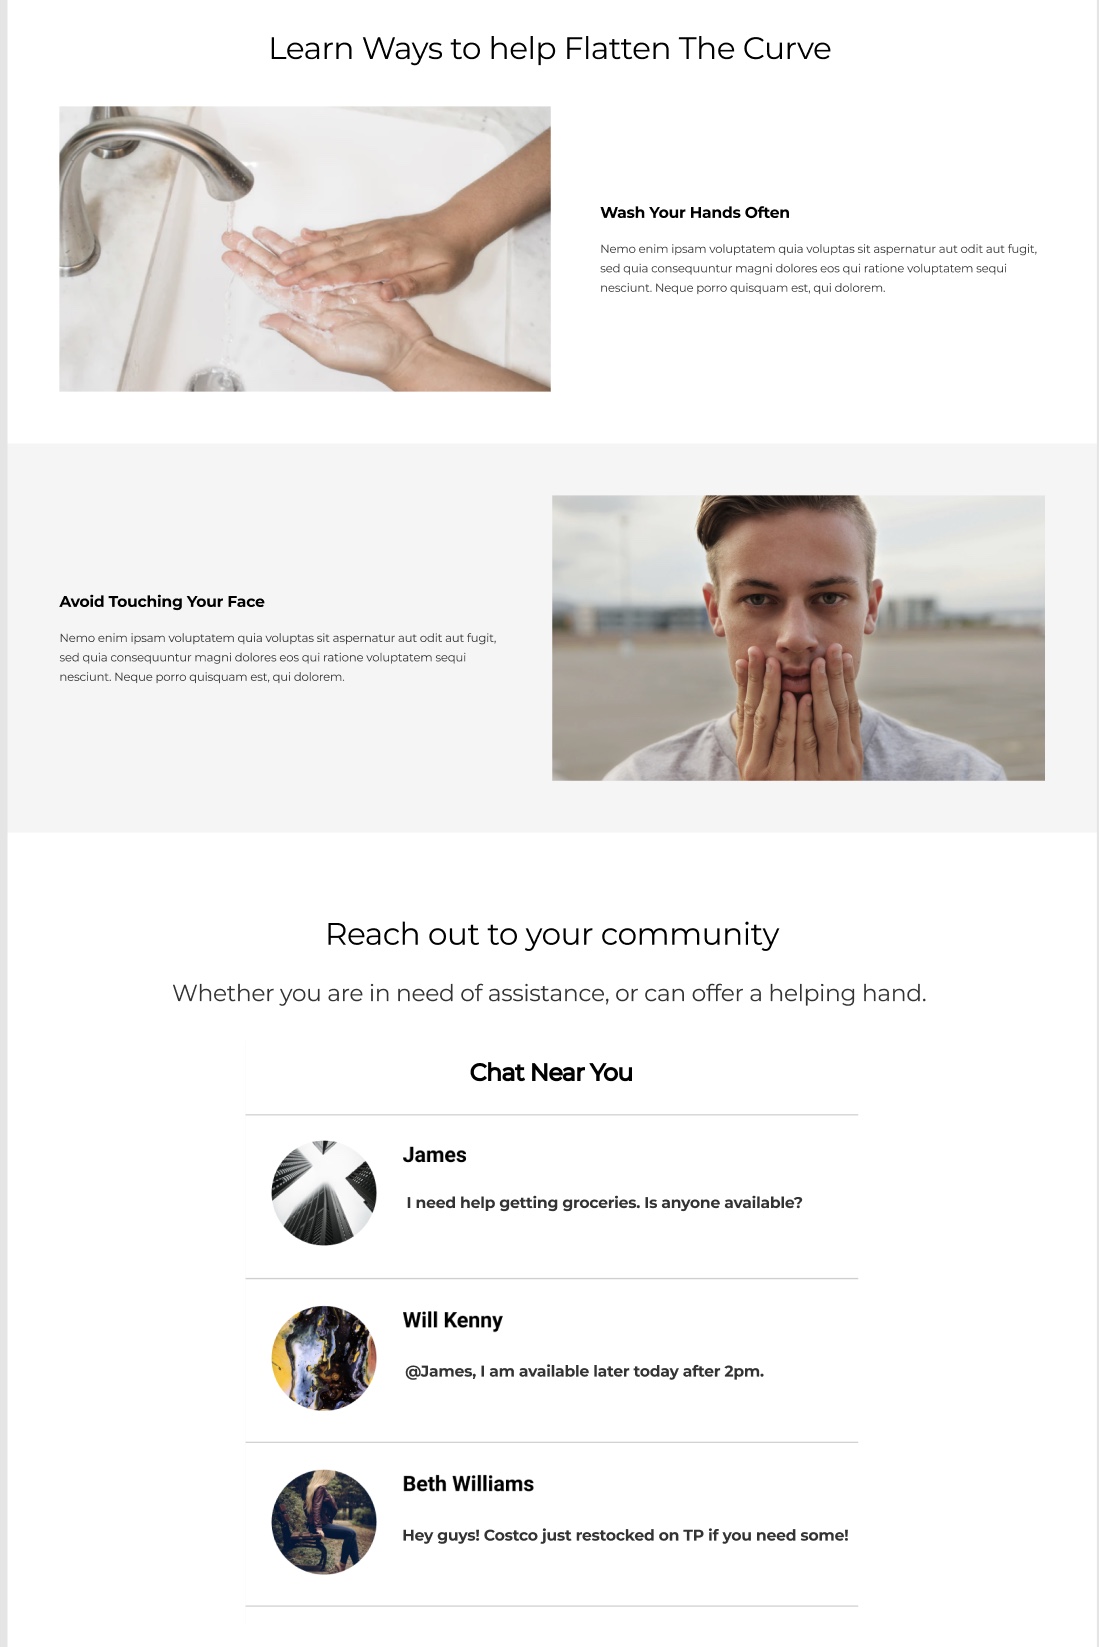 Learn Ways to help Flatten The Curve
Wash Your Hands Often
Nemo enim ipsam voluptatem quia voluptas sit aspernatur aut odit aut fugit,
sed quia consequuntur magni dolores eos qui ratione voluptatem sequi
nesciunt. Neque porro quisquam est, qui dolorem.
Avoid Touching Your Face
Nemo enim ipsam voluptatem quia voluptas sit aspernatur aut odit aut fugit,
sed quia consequuntur magni dolores eos qui ratione voluptatem sequi
nesciunt. Neque porro quisquam est, qui dolorem.
Reach out to your community
Whether you are in need of assistance, or can offer a helping hand.
Chat Near You
James
I need help getting groceries. Is anyone available?
Will Kenny
@James, I am available later today after 2pm.
Beth Williams
Hey guys! Costco just restocked on TP if you need some!